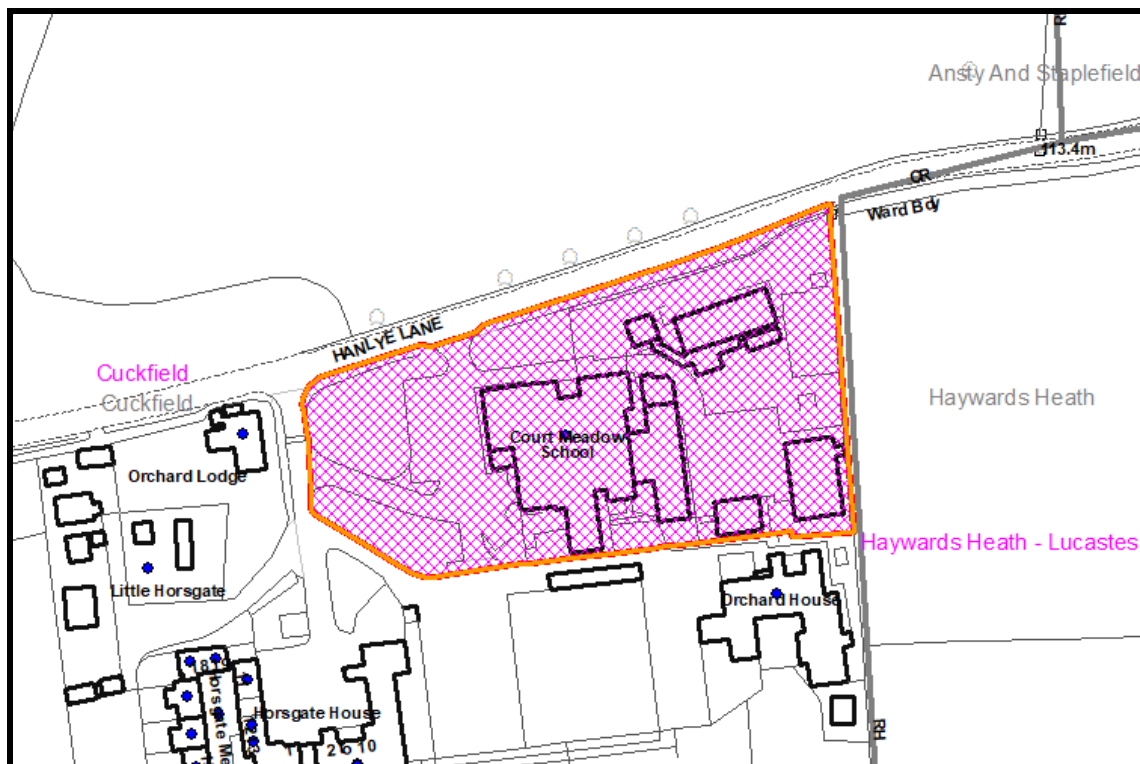 Ansty And Staplefield
113.4m
CR
Ward Bdy
HANLYE LANE
Cuckfield
Cuckfield
Haywards Heath
Court Meadow
School
Orchard Lodge
Haywards Heath - Lucastes
Little Horsgate
Orchard House
Horsgate House
2 to 10
RH